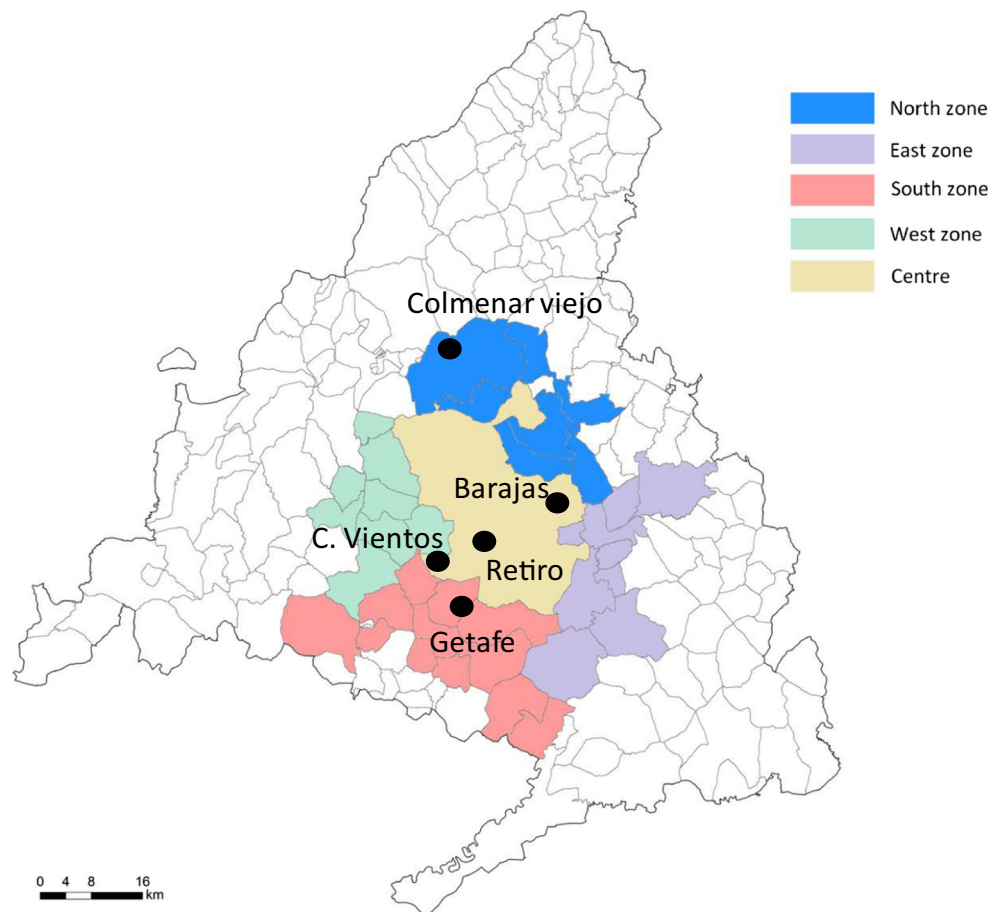 North zone
East zone
South zone
West zone
Centre
Colmenar viejo
Barajas
C. Vientos
Retiro
Getafe
0 4 8 16
km